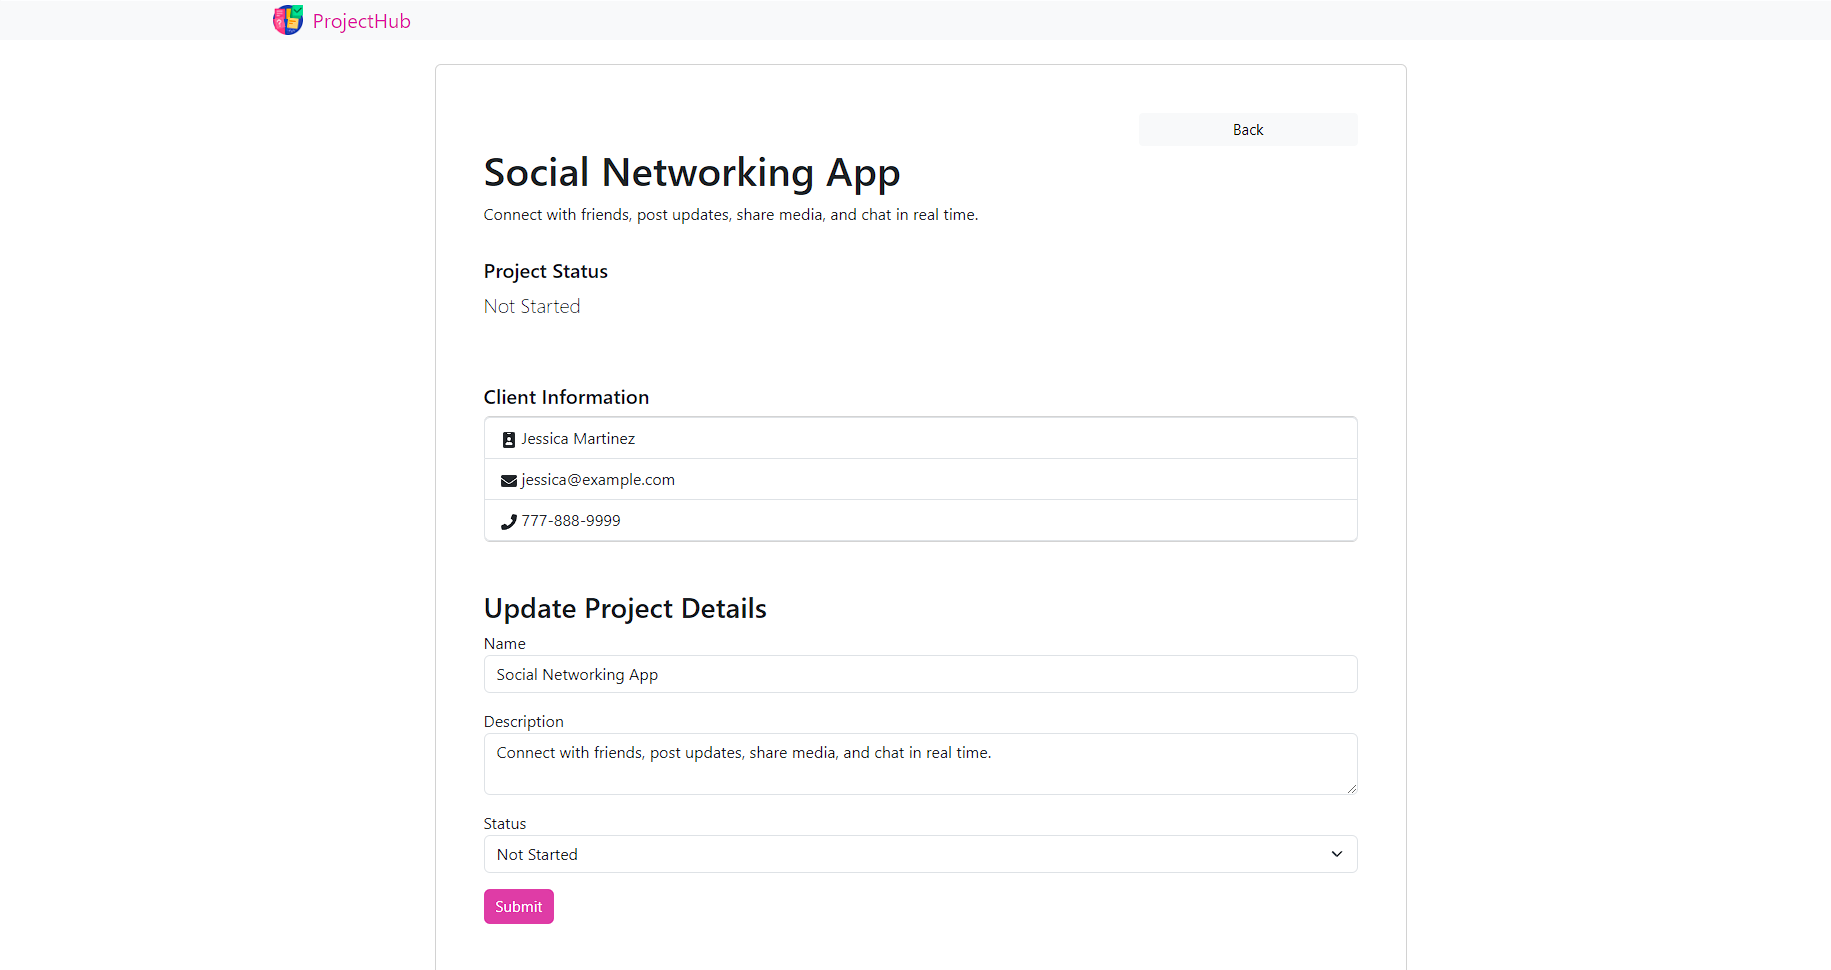 ProjectHub
Back
Social Networking App
Connect with friends, post updates, share media, and chat in real time.
Project Status
Not Started
Client Information
Jessica Martinez
jessica@example.com
777-888-9999
Update Project Details
Name
Social Networking App
Description
Connect with friends, post updates, share media, and chat in real time.
Status
Not Started
Submit